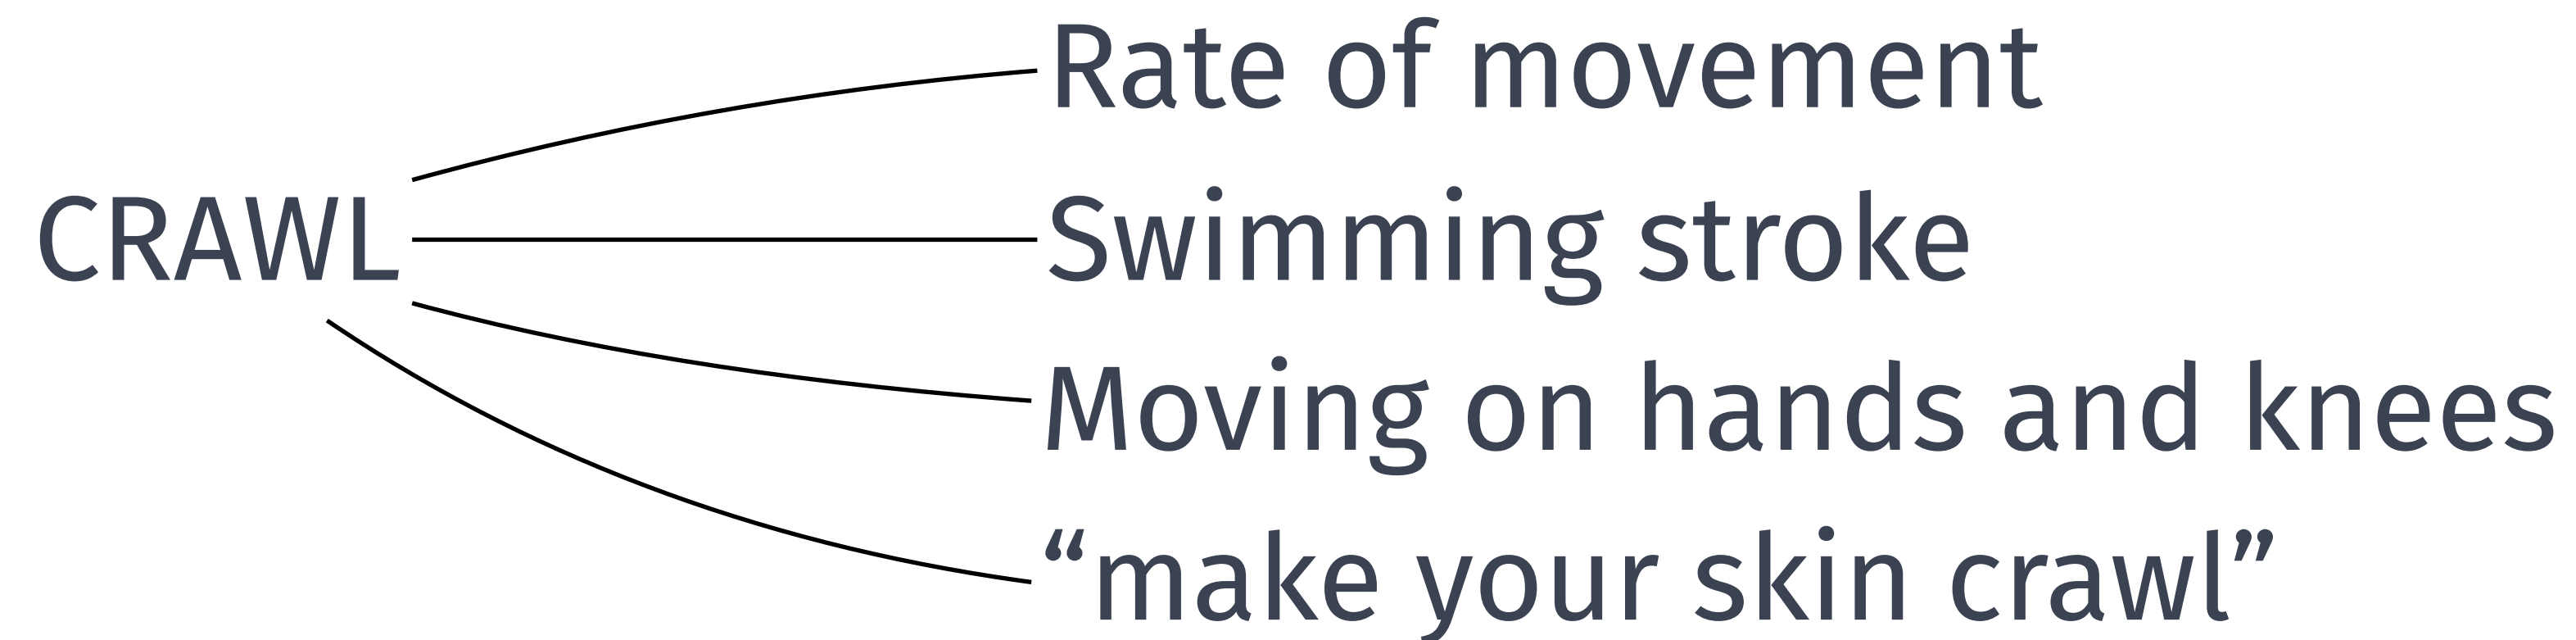 CRAWL
Rate of movement
Swimming stroke
Moving on hands and knees
“make your skin crawl”